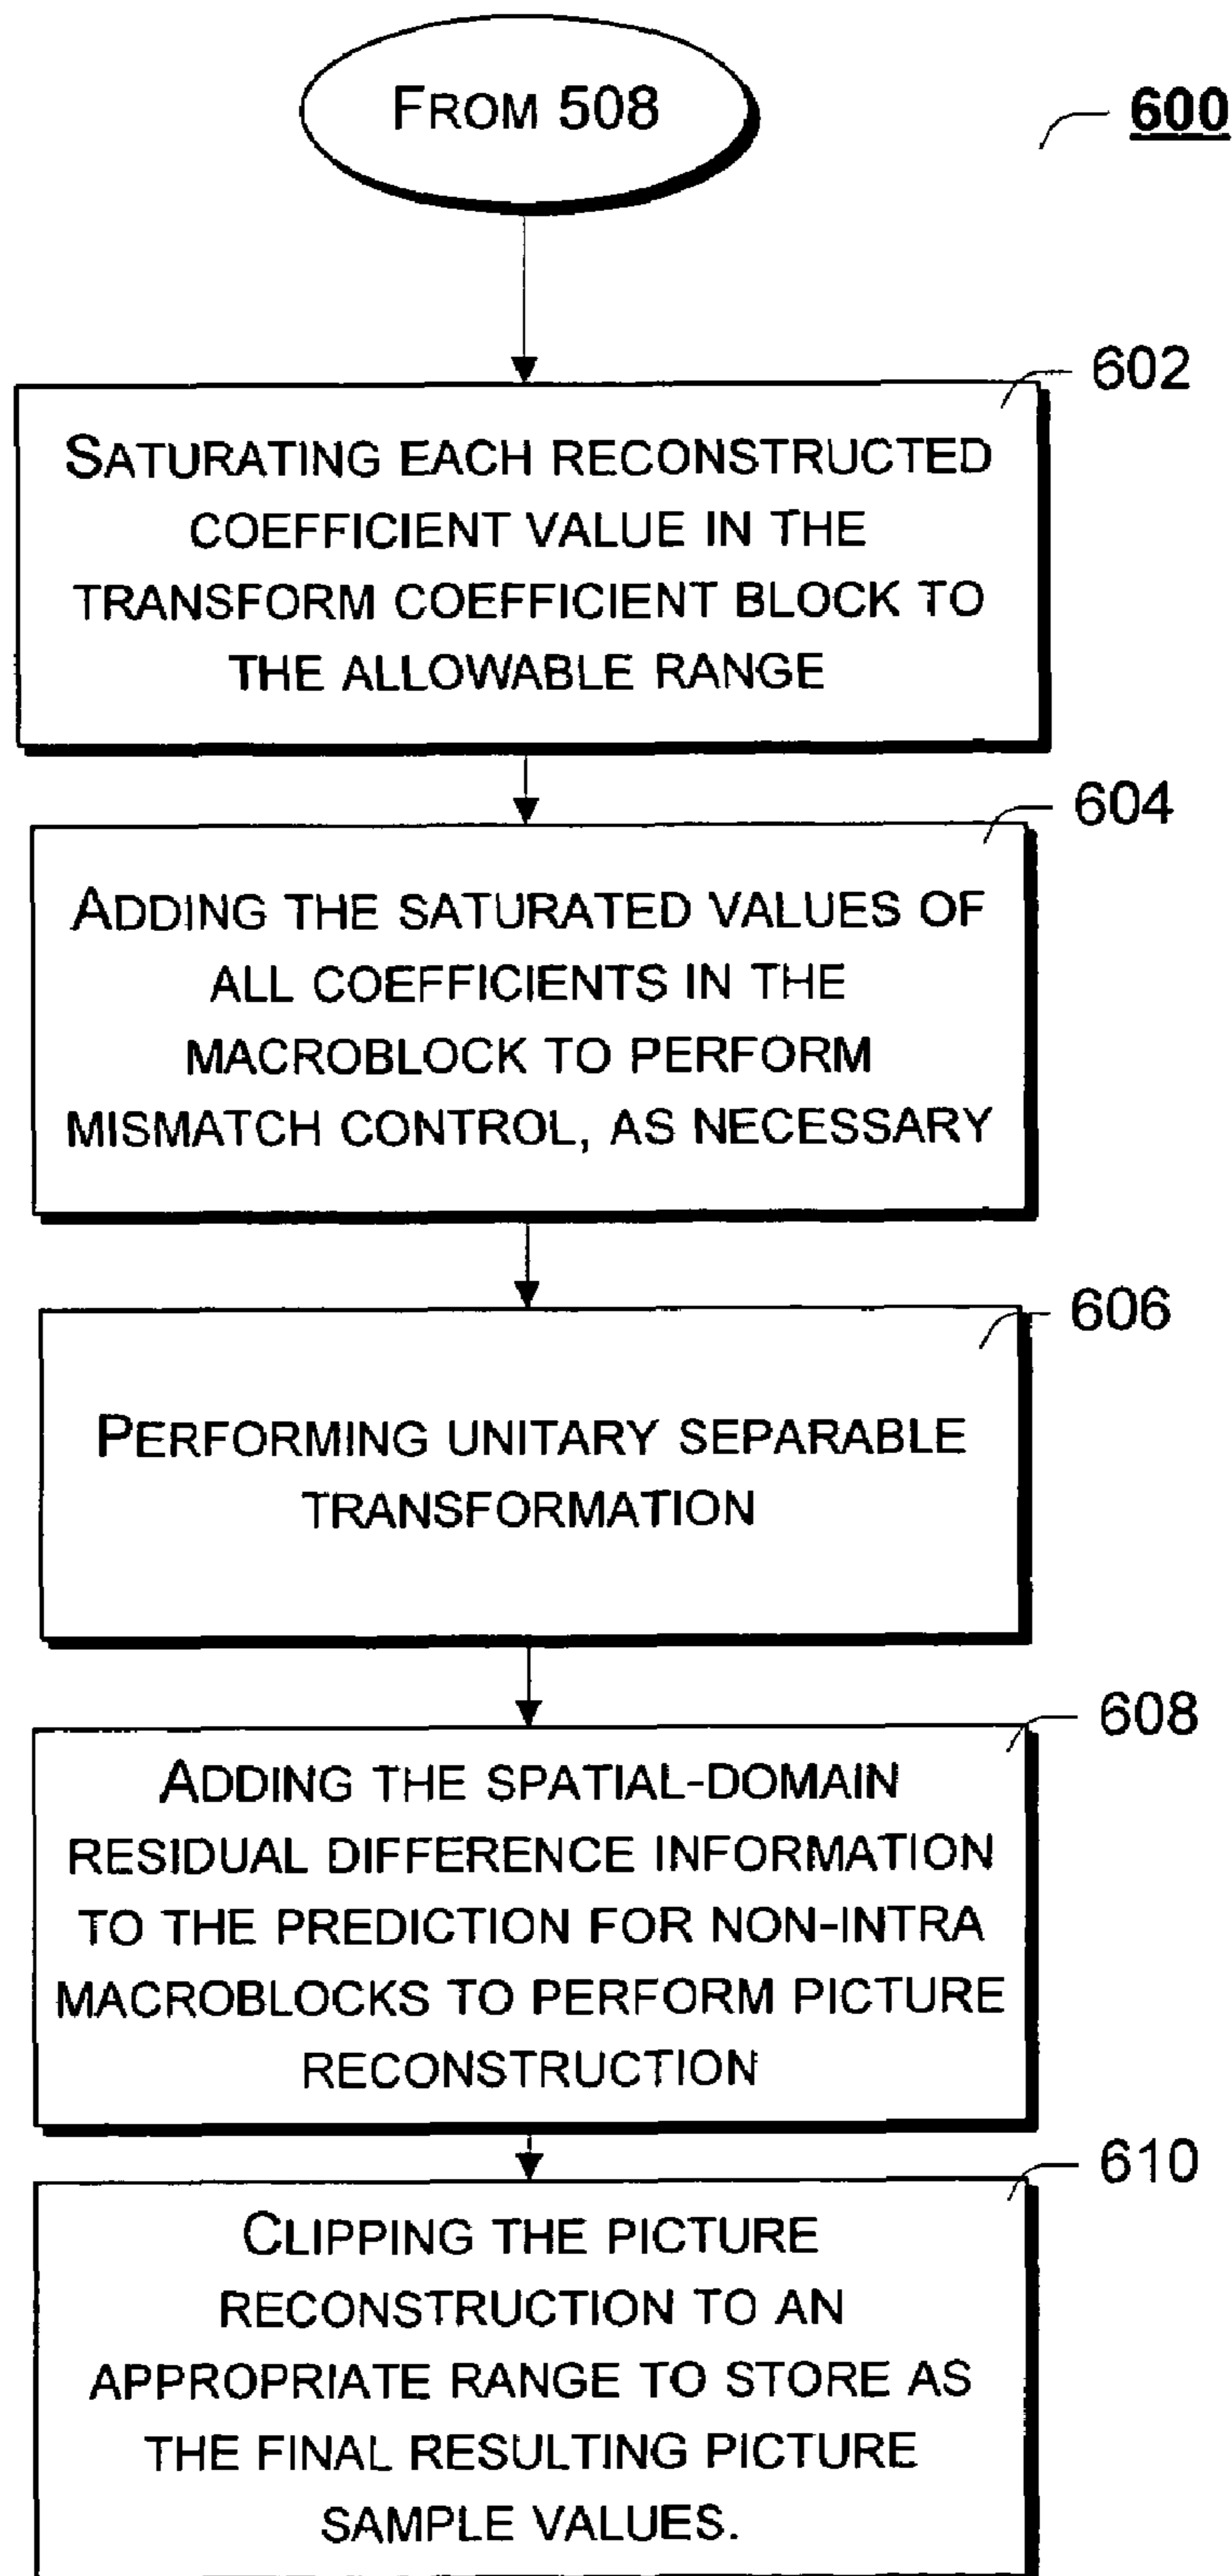 FROM 508
600
602
SATURATING EACH RECONSTRUCTED
COEFFICIENT VALUE IN THE
TRANSFORM COEFFICIENT BLOCK TO
THE ALLOWABLE RANGE
604
ADDING THE SATURATED VALUES OF
ALL COEFFICIENTS IN THE
MACROBLOCK TO PERFORM
MISMATCH CONTROL, AS NECESSARY
606
PERFORMING UNITARY SEPARABLE
TRANSFORMATION
608
ADDING THE SPATIAL-DOMAIN
RESIDUAL DIFFERENCE INFORMATION
TO THE PREDICTION FOR NON-INTRA
MACROBLOCKS TO PERFORM PICTURE
RECONSTRUCTION
610
CLIPPING THE PICTURE
RECONSTRUCTION TO AN
APPROPRIATE RANGE TO STORE AS
THE FINAL RESULTING PICTURE
SAMPLE VALUES.